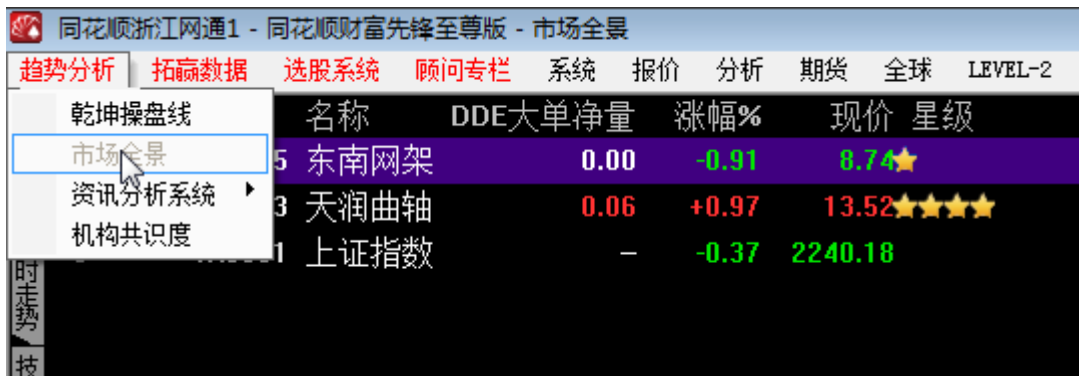 同花顺浙江网通1 - 同花顺财富先锋至尊版 - 市场全景
趋势分析 拓赢数据 选股系统 顾问专栏 系统 报价 分析 期货 全球 LEVEL-2
乾坤操盘线
市场全景
资讯分析系统
机构共识度
名称 DDE大单净量 涨幅% 现价 星级
5 东南网架 0.00 -0.91 8.74
3 天润曲轴 0.06 +0.97 13.52
1 上证指数 – -0.37 2240.18
时走势
技